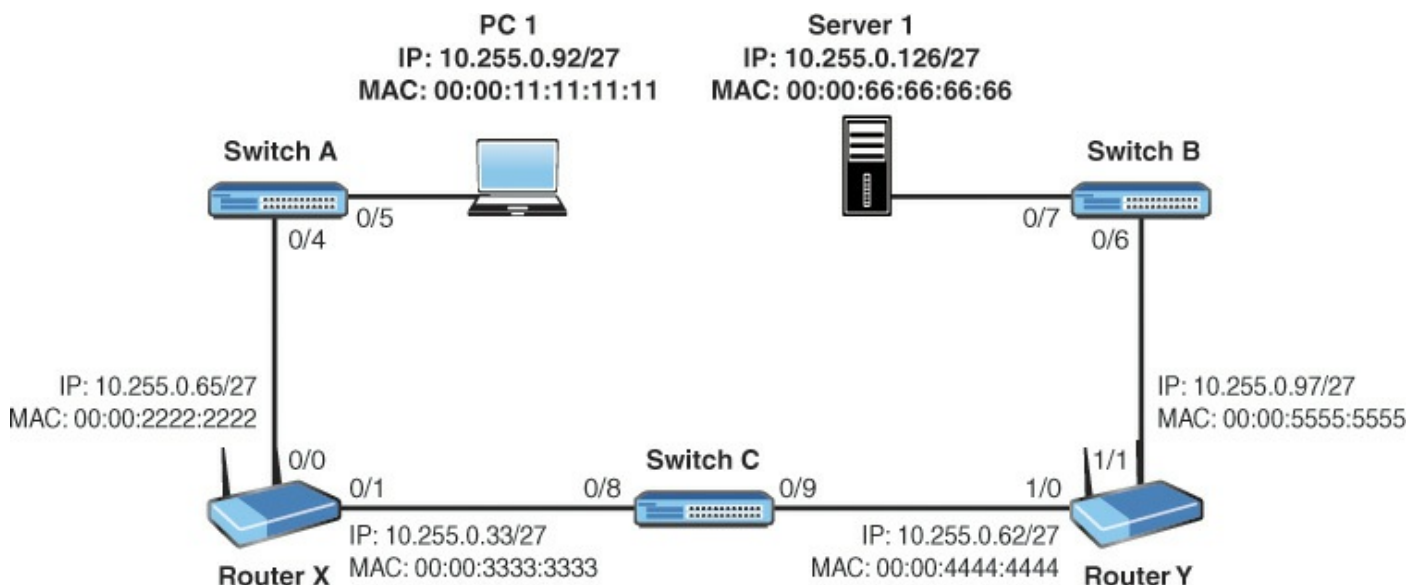 PC 1
IP: 10.255.0.92/27
MAC: 00:00:11:11:11:11
Server 1
IP: 10.255.0.126/27
MAC: 00:00:66:66:66:66
Switch A
0/5
0/4
Switch B
0/7
0/6
IP: 10.255.0.65/27
MAC: 00:00:2222:2222
IP: 10.255.0.97/27
MAC: 00:00:5555:5555
0/0
0/1
Router X
IP: 10.255.0.33/27
MAC: 00:00:3333:3333
Switch C
0/8
0/9
1/0
1/1
IP: 10.255.0.62/27
MAC: 00:00:4444:4444
Router Y